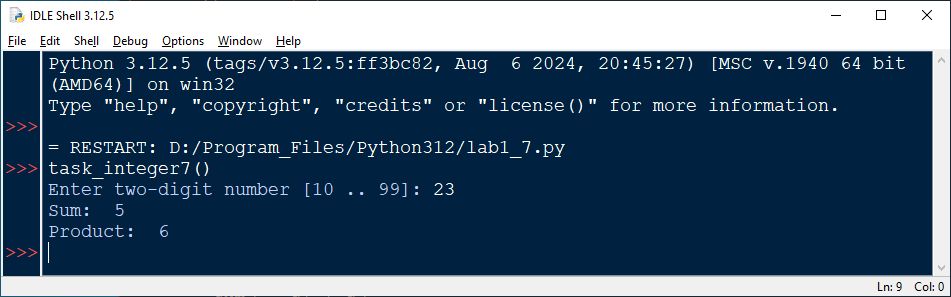 IDLE Shell 3.12.5
File Edit Shell Debug Options Window Help
Python 3.12.5 (tags/v3.12.5:ff3bc82, Aug  6 2024, 20:45:27) [MSC v.1940 64 bit
(AMD64)] on win32
Type "help", "copyright", "credits" or "license()" for more information.
>>>
= RESTART: D:/Program_Files/Python312/lab1_7.py
>>> task_integer7()
Enter two-digit number [10 .. 99]: 23
Sum:  5
Product:  6
>>>
Ln: 9 Col: 0